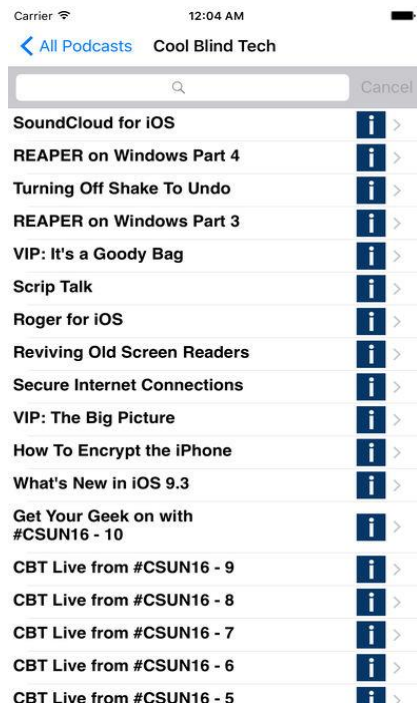 Carrier 12:04 AM
All Podcasts Cool Blind Tech
Cancel
SoundCloud for iOS
i
REAPER on Windows Part 4
i
Turning Off Shake To Undo
i
REAPER on Windows Part 3
i
VIP: It's a Goody Bag
i
Scrip Talk
i
Roger for iOS
i
Reviving Old Screen Readers
i
Secure Internet Connections
i
VIP: The Big Picture
i
How To Encrypt the iPhone
i
What's New in iOS 9.3
i
Get Your Geek on with
#CSUN16 - 10
i
CBT Live from #CSUN16 - 9
i
CBT Live from #CSUN16 - 8
i
CBT Live from #CSUN16 - 7
i
CBT Live from #CSUN16 - 6
i
CBT Live from #CSUN16 - 5
i